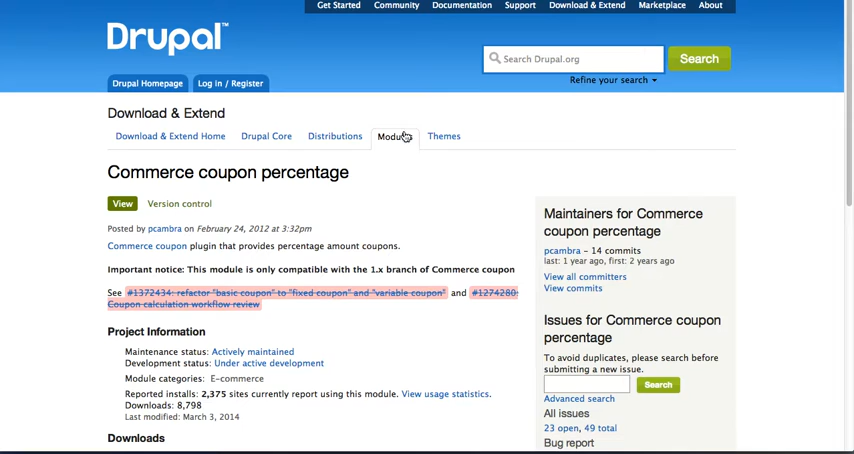 Get Started Community Documentation Support Download & Extend Marketplace About
Drupal™
Search Drupal.org
Search
Refine your search
Drupal Homepage Log in / Register
Download & Extend
Download & Extend Home Drupal Core Distributions Modules Themes
Commerce coupon percentage
View Version control
Posted by pcambra on February 24, 2012 at 3:32pm
Commerce coupon plugin that provides percentage amount coupons.
Important notice: This module is only compatible with the 1.x branch of Commerce coupon
See #1372434: refactor "basic coupon" to "fixed coupon" and "variable coupon" and #1274280:
Coupon calculation workflow review
Project Information
Maintenance status: Actively maintained
Development status: Under active development
Module categories: E-commerce
Reported installs: 2,375 sites currently report using this module. View usage statistics.
Downloads: 8,798
Last modified: March 3, 2014
Downloads
Maintainers for Commerce
coupon percentage
pcambra – 14 commits
last: 1 year ago, first: 2 years ago
View all committers
View commits
Issues for Commerce coupon
percentage
To avoid duplicates, please search before
submitting a new issue.
Search
Advanced search
All issues
23 open, 49 total
Bug report